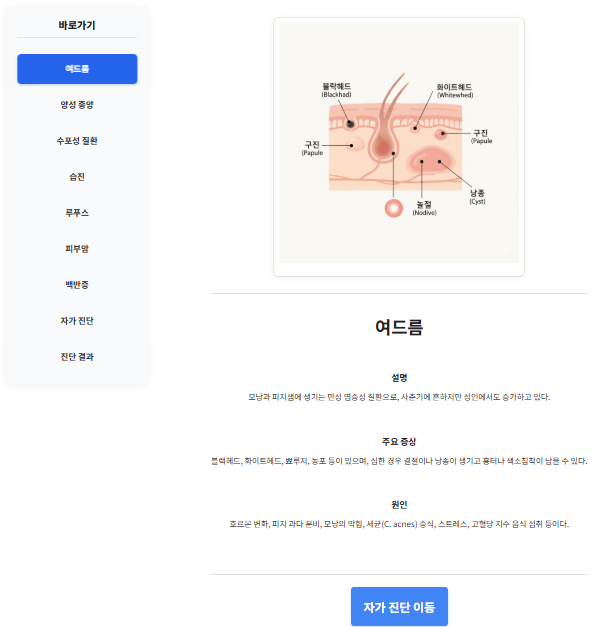 바로가기
여드름
양성 종양
수포성 질환
습진
루푸스
피부암
백반증
자가 진단
진단 결과
블락헤드
(Blackhad)
화이트헤드
(Whitewhed)
구진
(Papule
구진
(Papule
낭종
(Cyst)
놀절
(Nodive)
여드름
설명
모낭과 피지샘에 생기는 만성 염증성 질환으로, 사춘기에 흔하지만 성인에서도 증가하고 있다.
주요 증상
블랙헤드, 화이트헤드, 뾰루지, 농포 등이 있으며, 심한 경우 결절이나 낭종이 생기고 흉터나 색소침착이 남을 수 있다.
원인
호르몬 변화, 피지 과다 분비, 모낭의 막힘, 세균(C. acnes) 증식, 스트레스, 고혈당 지수 음식 섭취 등이다.
자가 진단 이동